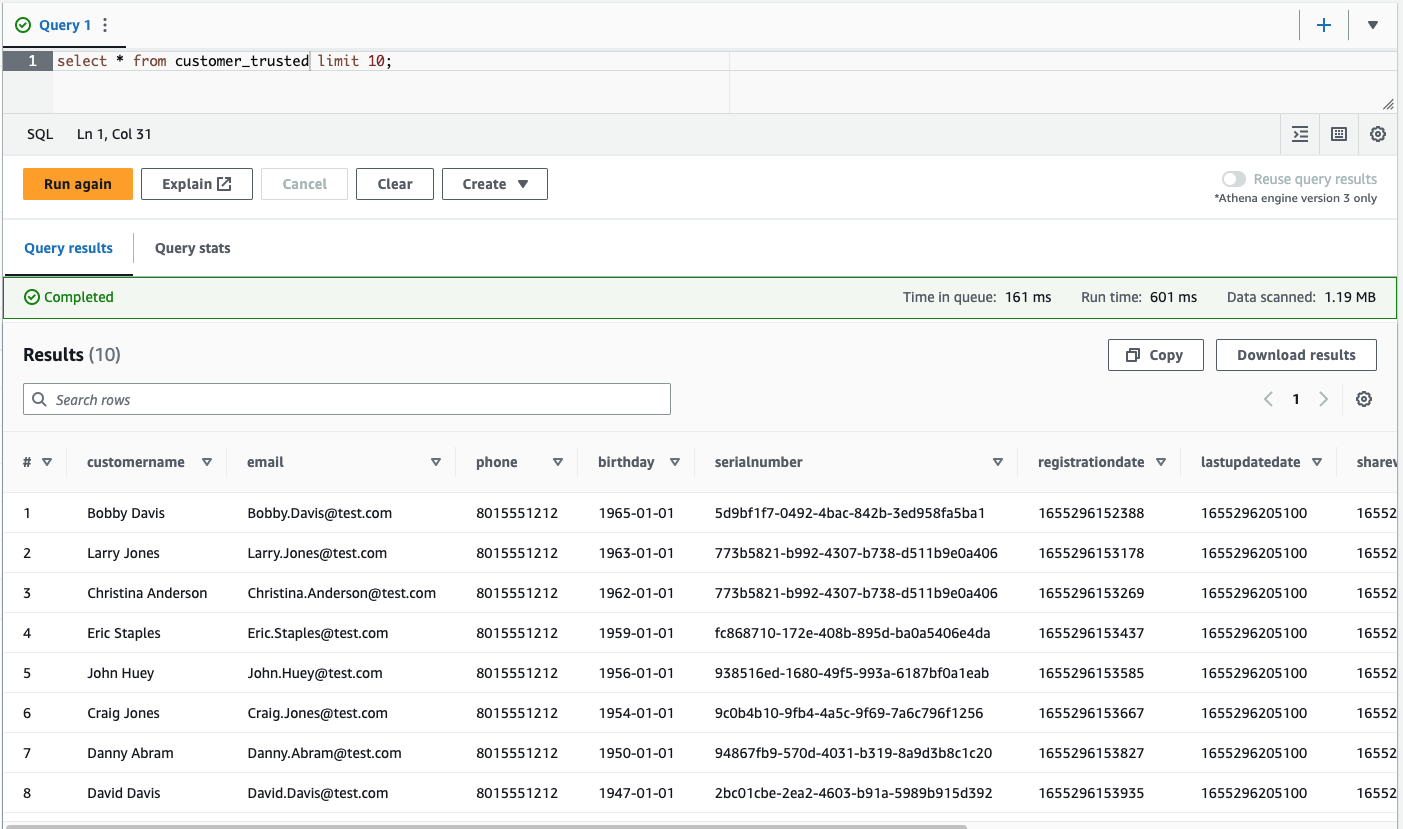 Query 1
1 select * from customer_trusted limit 10;
SQL Ln 1, Col 31
Run again Explain Cancel Clear Create Reuse query results
*Athena engine version 3 only
Query results Query stats
Completed Time in queue: 161 ms Run time: 601 ms Data scanned: 1.19 MB
Results (10) Copy Download results
Search rows 1
# customername email phone birthday serialnumber registrationdate lastupdatedate sharew
1 Bobby Davis Bobby.Davis@test.com 8015551212 1965-01-01 5d9bf1f7-0492-4bac-842b-3ed958fa5ba1 1655296152388 1655296205100 16552
2 Larry Jones Larry.Jones@test.com 8015551212 1963-01-01 773b5821-b992-4307-b738-d511b9e0a406 1655296153178 1655296205100 16552
3 Christina Anderson Christina.Anderson@test.com 8015551212 1962-01-01 773b5821-b992-4307-b738-d511b9e0a406 1655296153269 1655296205100 16552
4 Eric Staples Eric.Staples@test.com 8015551212 1959-01-01 fc868710-172e-408b-895d-ba0a5406e4da 1655296153437 1655296205100 16552
5 John Huey John.Huey@test.com 8015551212 1956-01-01 938516ed-1680-49f5-993a-6187bf0a1eab 1655296153585 1655296205100 16552
6 Craig Jones Craig.Jones@test.com 8015551212 1954-01-01 9c0b4b10-9fb4-4a5c-9f69-7a6c796f1256 1655296153667 1655296205100 16552
7 Danny Abram Danny.Abram@test.com 8015551212 1950-01-01 94867fb9-570d-4031-b319-8a9d3b8c1c20 1655296153827 1655296205100 16552
8 David Davis David.Davis@test.com 8015551212 1947-01-01 2bc01cbe-2ea2-4603-b91a-5989b915d392 1655296153935 1655296205100 16552